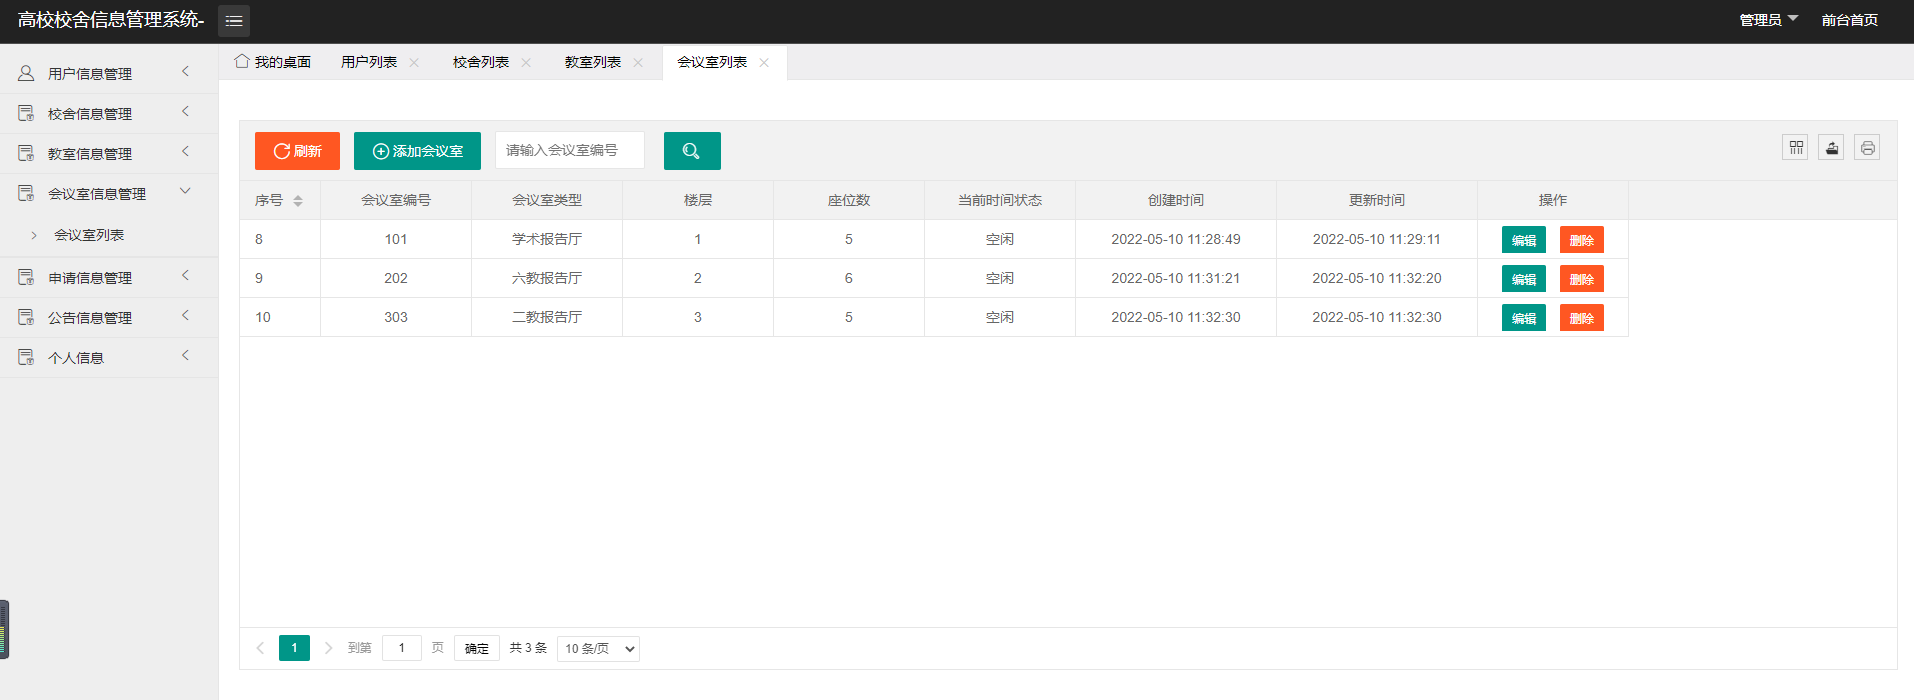 高校校舍信息管理系统-
管理员 前台首页
用户信息管理
校舍信息管理
教室信息管理
会议室信息管理
会议室列表
申请信息管理
公告信息管理
个人信息
我的桌面 用户列表 校舍列表 教室列表 会议室列表
刷新 添加会议室 请输入会议室编号
序号 会议室编号 会议室类型 楼层 座位数 当前时间状态 创建时间 更新时间 操作
8 101 学术报告厅 1 5 空闲 2022-05-10 11:28:49 2022-05-10 11:29:11 编辑 删除
9 202 六教报告厅 2 6 空闲 2022-05-10 11:31:21 2022-05-10 11:32:20 编辑 删除
10 303 二教报告厅 3 5 空闲 2022-05-10 11:32:30 2022-05-10 11:32:30 编辑 删除
1 到第 1 页 确定 共 3 条 10 条/页